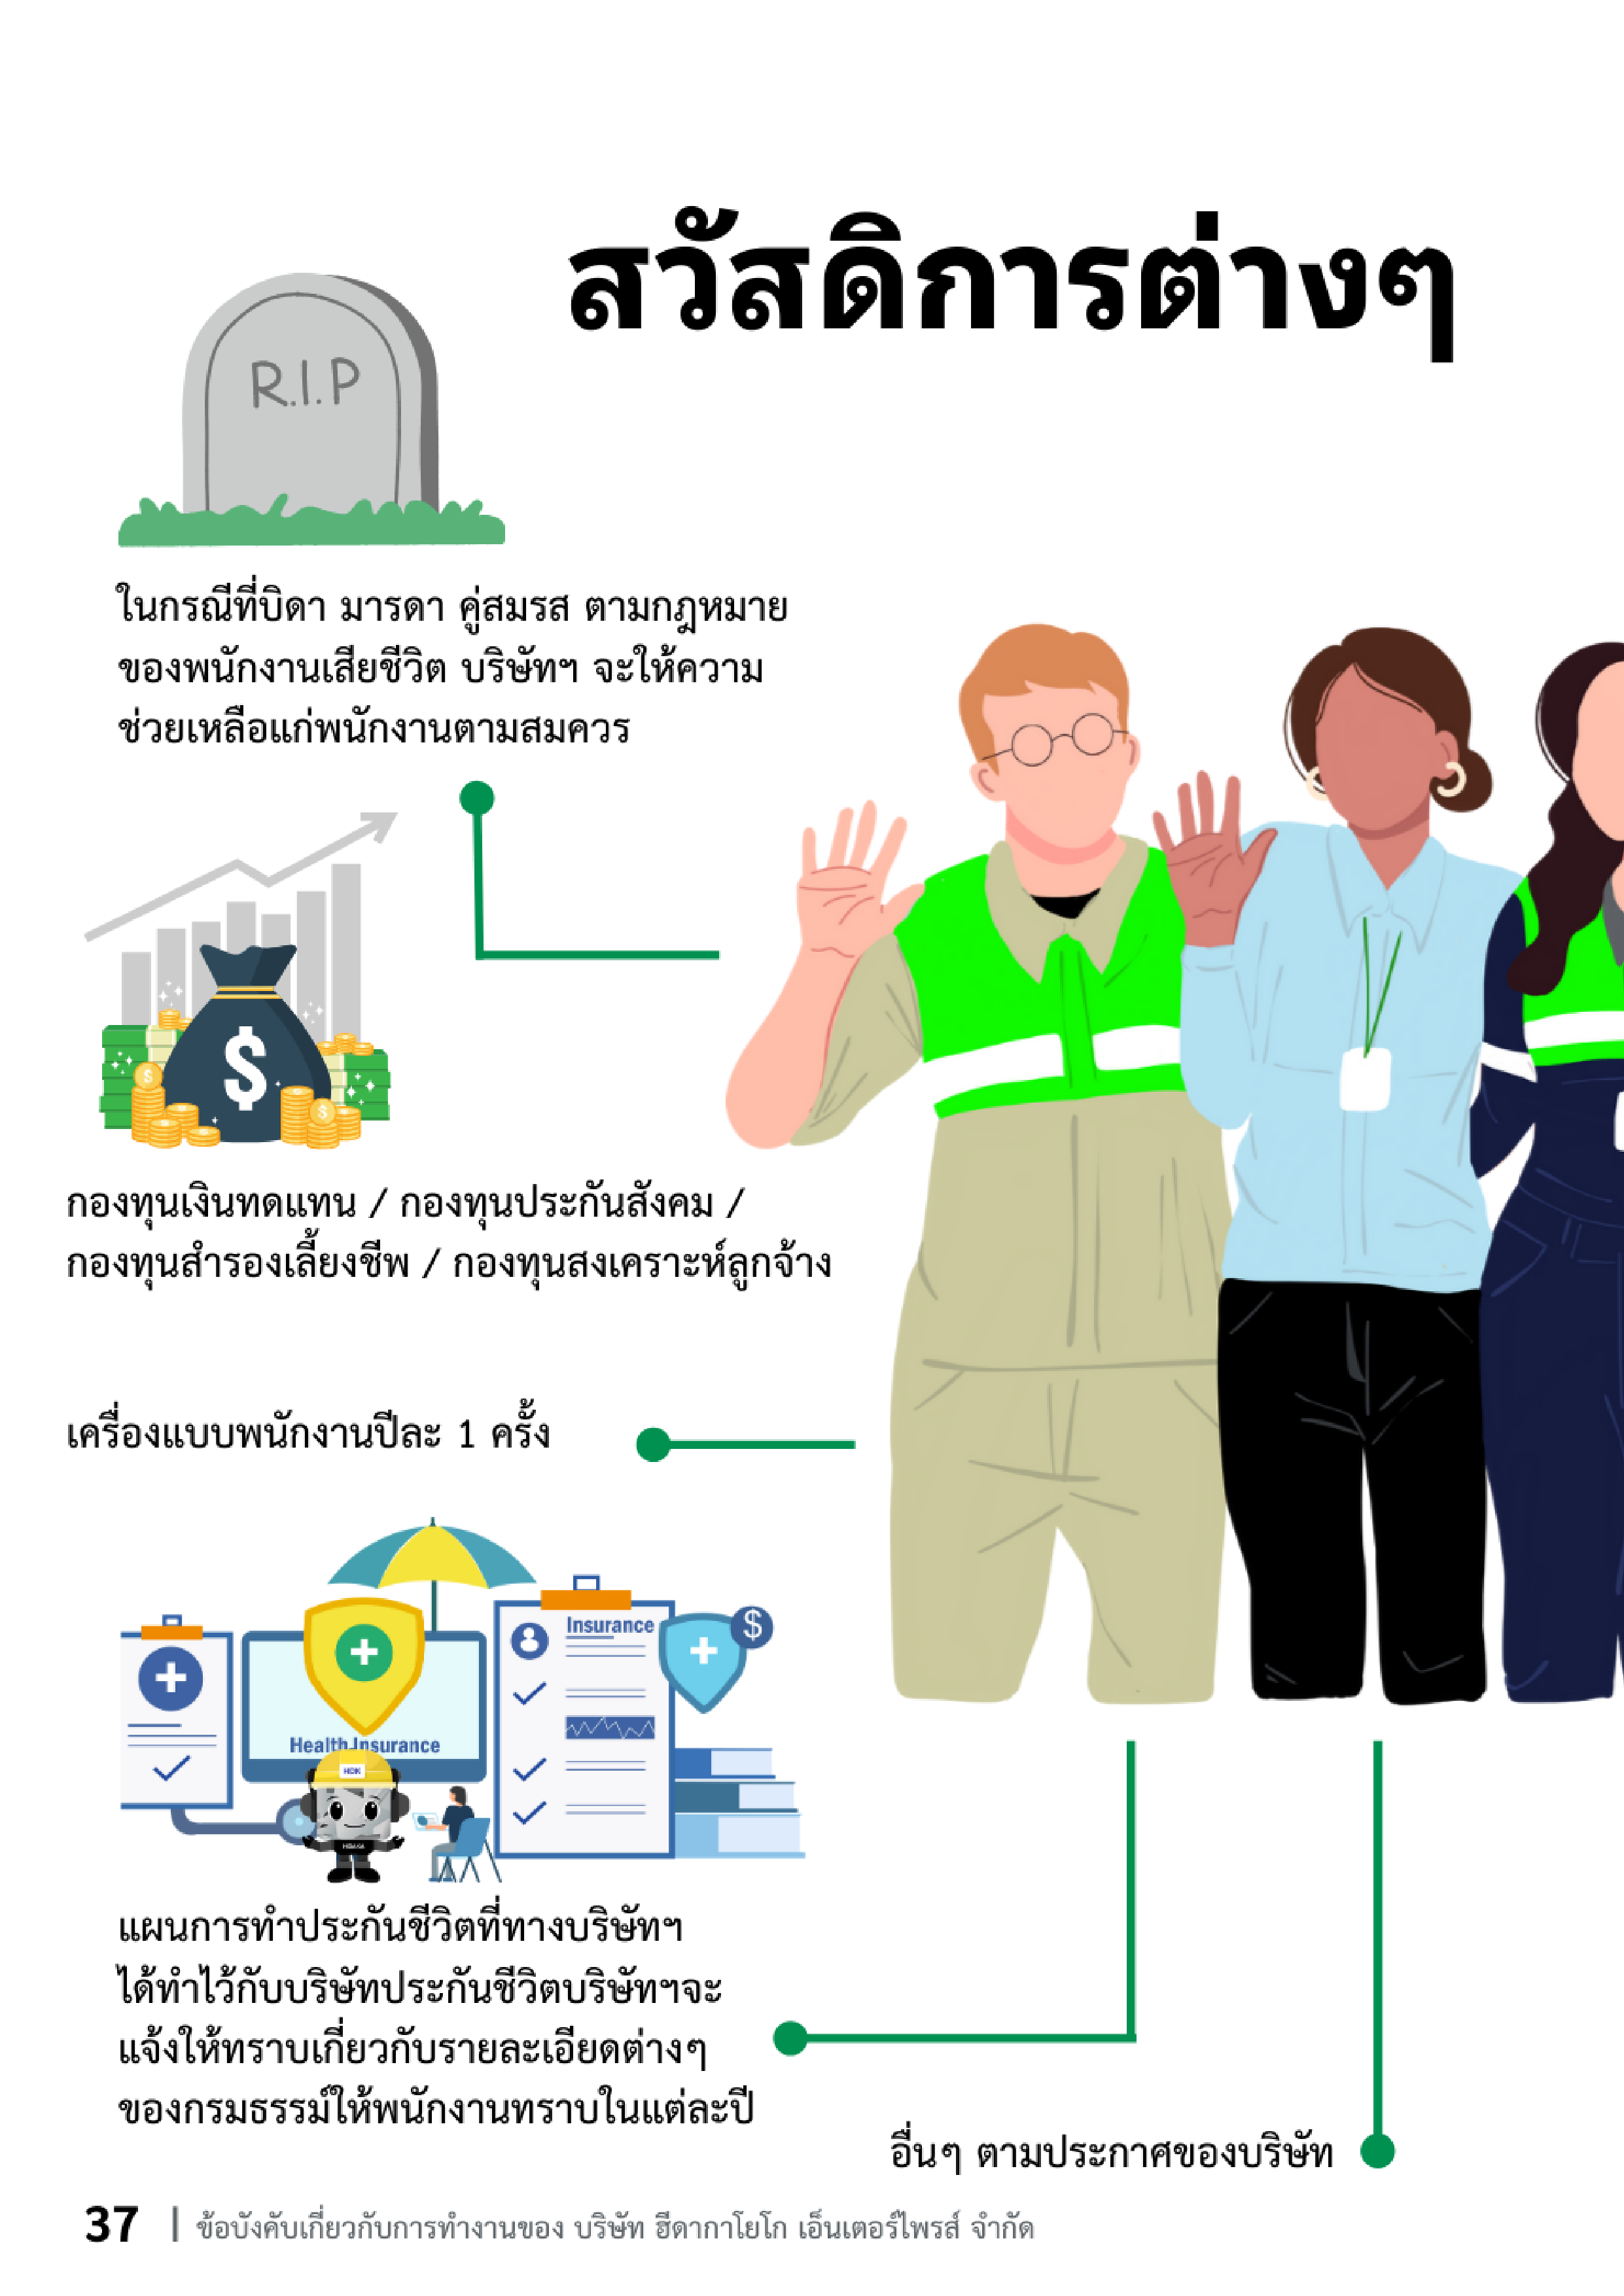 สวัสดิการต่างๆ
R.I.P
ในกรณีที่บิดา มารดา คู่สมรส ตามกฎหมาย
ของพนักงานเสียชีวิต บริษัทฯ จะให้ความ
ช่วยเหลือแก่พนักงานตามสมควร
$
$
$
กองทุนเงินทดแทน / กองทุนประกันสังคม /
กองทุนสำรองเลี้ยงชีพ / กองทุนสงเคราะห์ลูกจ้าง
เครื่องแบบพนักงานปีละ 1 ครั้ง
Insurance
$
Health Insurance
HDK
HIDAKA
แผนการทำประกันชีวิตที่ทางบริษัทฯ
ได้ทำไว้กับบริษัทประกันชีวิตบริษัทฯจะ
แจ้งให้ทราบเกี่ยวกับรายละเอียดต่างๆ
ของกรมธรรม์ให้พนักงานทราบในแต่ละปี
อื่นๆ ตามประกาศของบริษัท
37 | ข้อบังคับเกี่ยวกับการทำงานของ บริษัท ฮีดากาโยโก เอ็นเตอร์ไพรส์ จำกัด